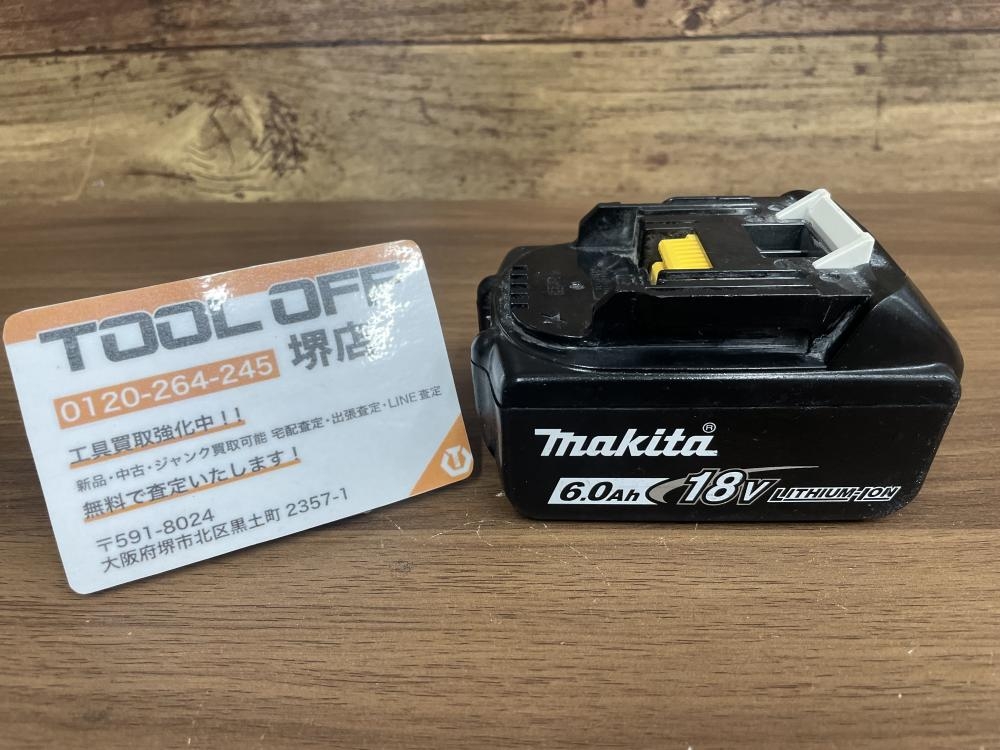 TOOL OFF
堺店
0120-264-245
工具買取強化中！！
新品・中古・ジャンク買取可能 宅配査定・出張査定・LINE査定
無料で査定いたします！
〒591-8024
大阪府堺市北区黒土町 2357-1
makita®
6.0Ah 18V LITHIUM-ION